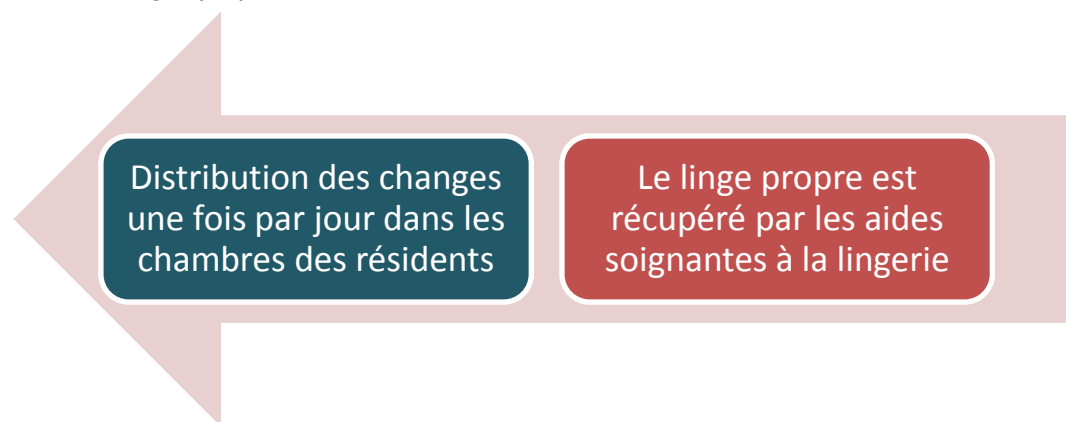 Distribution des changes
une fois par jour dans les
chambres des résidents
Le linge propre est
récupéré par les aides
soignantes à la lingerie